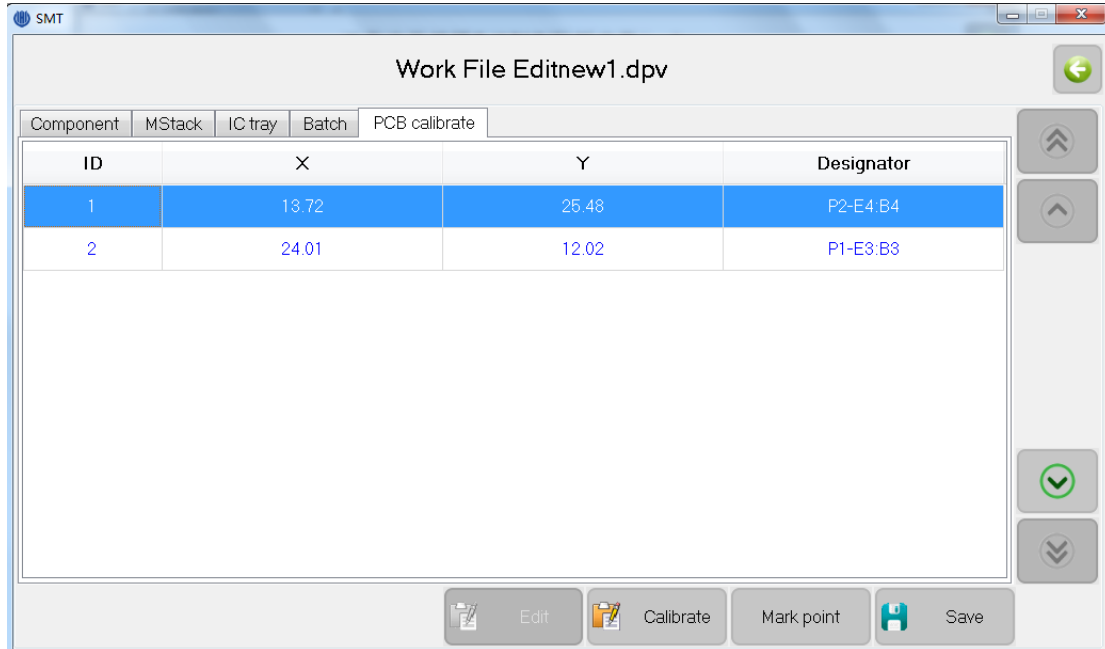 SMT
Work File Editnew1.dpv
Component MStack IC tray Batch PCB calibrate
ID X Y Designator
1 13.72 25.48 P2-E4:B4
2 24.01 12.02 P1-E3:B3
Edit Calibrate Mark point Save